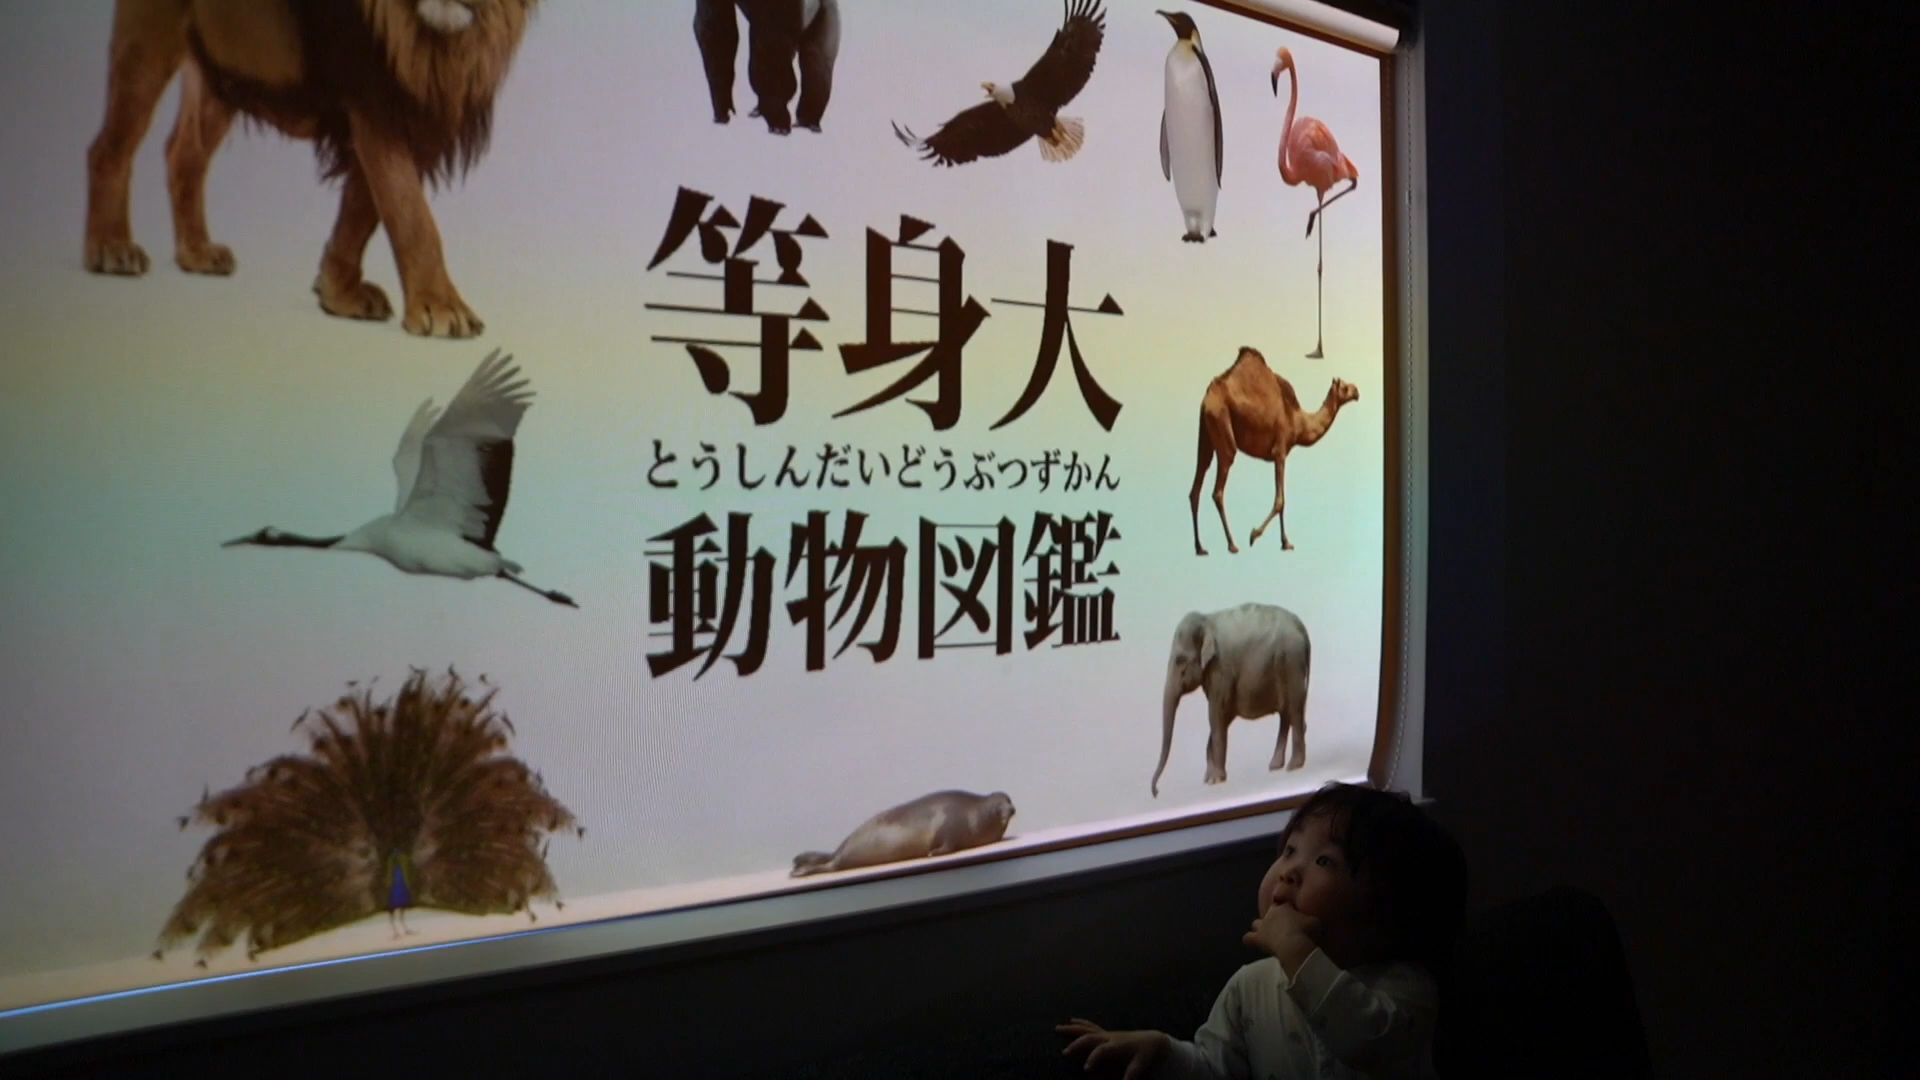 等身大
とうしんだいどうぶつずかん
動物図鑑